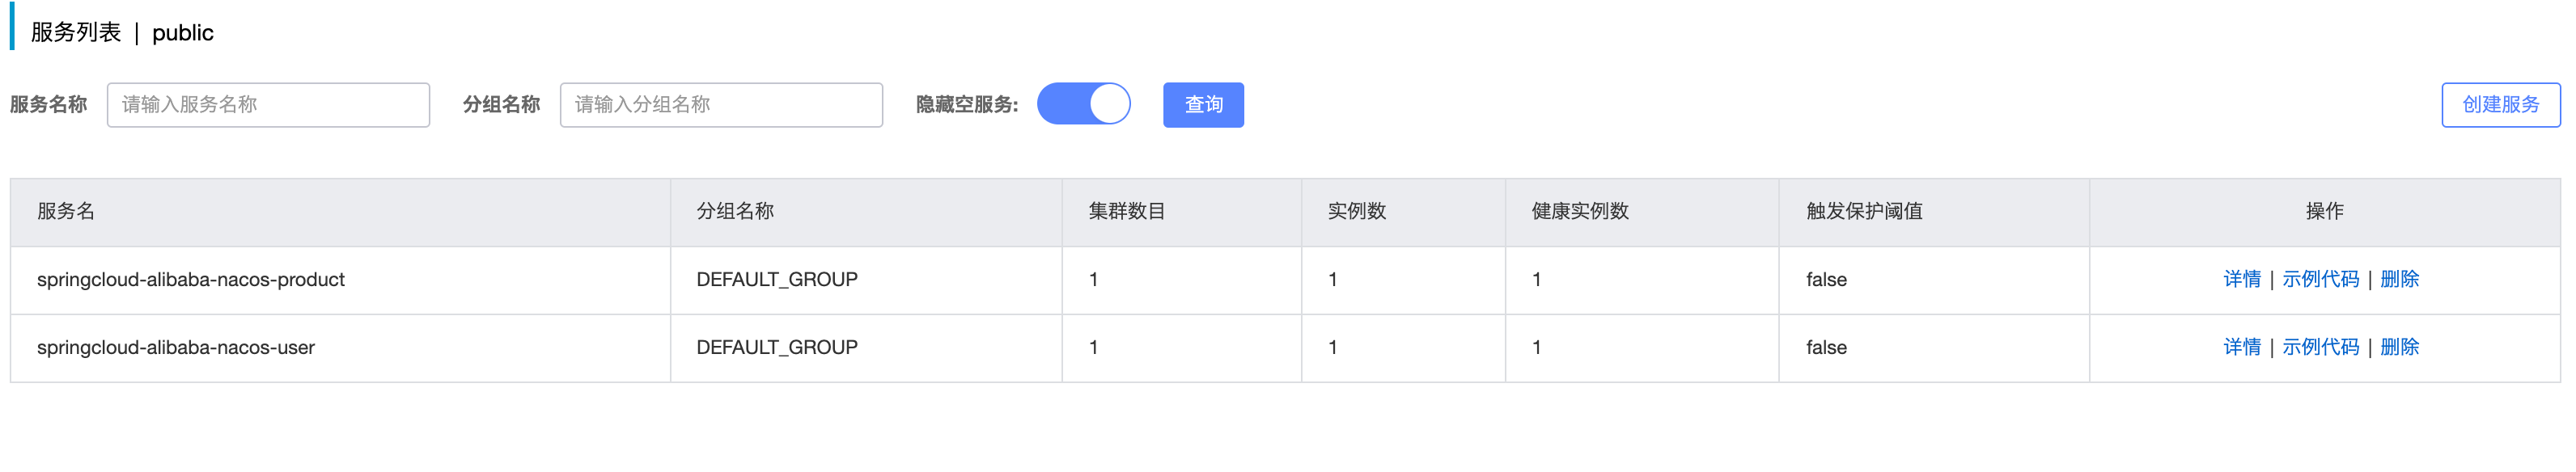 服务列表 | public
服务名称 请输入服务名称 分组名称 请输入分组名称 隐藏空服务: 查询 创建服务
服务名 分组名称 集群数目 实例数 健康实例数 触发保护阈值 操作
springcloud-alibaba-nacos-product DEFAULT_GROUP 1 1 1 false 详情 | 示例代码 | 删除
springcloud-alibaba-nacos-user DEFAULT_GROUP 1 1 1 false 详情 | 示例代码 | 删除